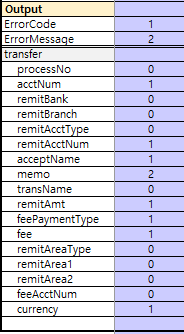 Output
ErrorCode 1
ErrorMessage 2
transfer
processNo 0
acctNum 1
remitBank 0
remitBranch 0
remitAcctType 0
remitAcctNum 1
acceptName 1
memo 2
transName 0
remitAmt 1
feePaymentType 1
fee 1
remitAreaType 0
remitArea1 0
remitArea2 0
feeAcctNum 0
currency 1